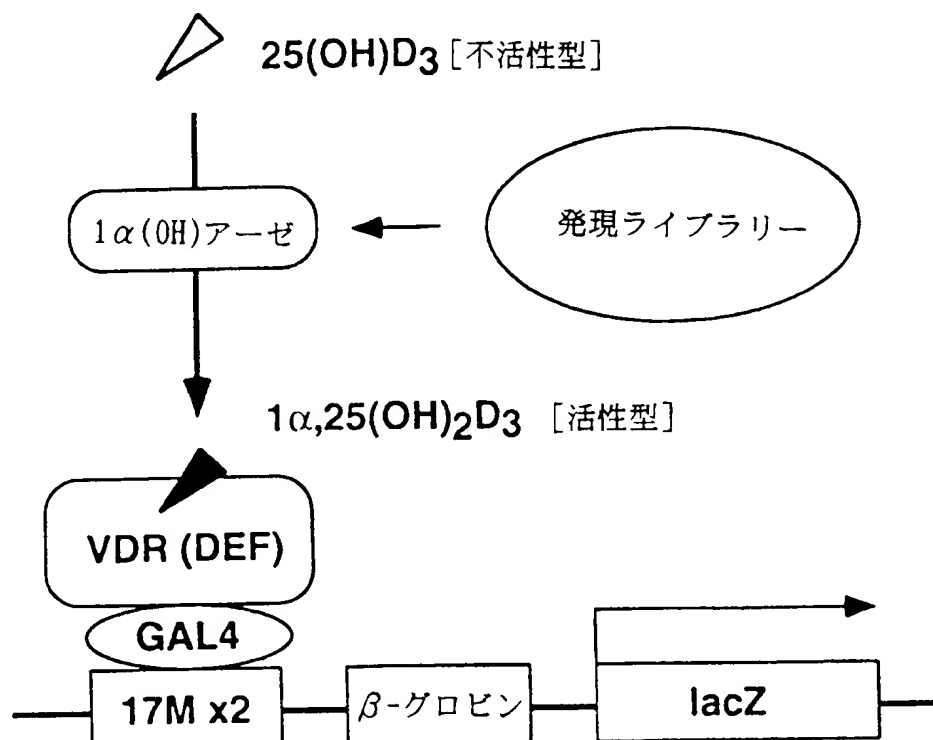 25(OH)D3 [不活性型]
1α(OH)アーゼ
発現ライブラリー
1α,25(OH)2D3 [活性型]
VDR (DEF)
GAL4
17M x2
β-グロビン
lacZ